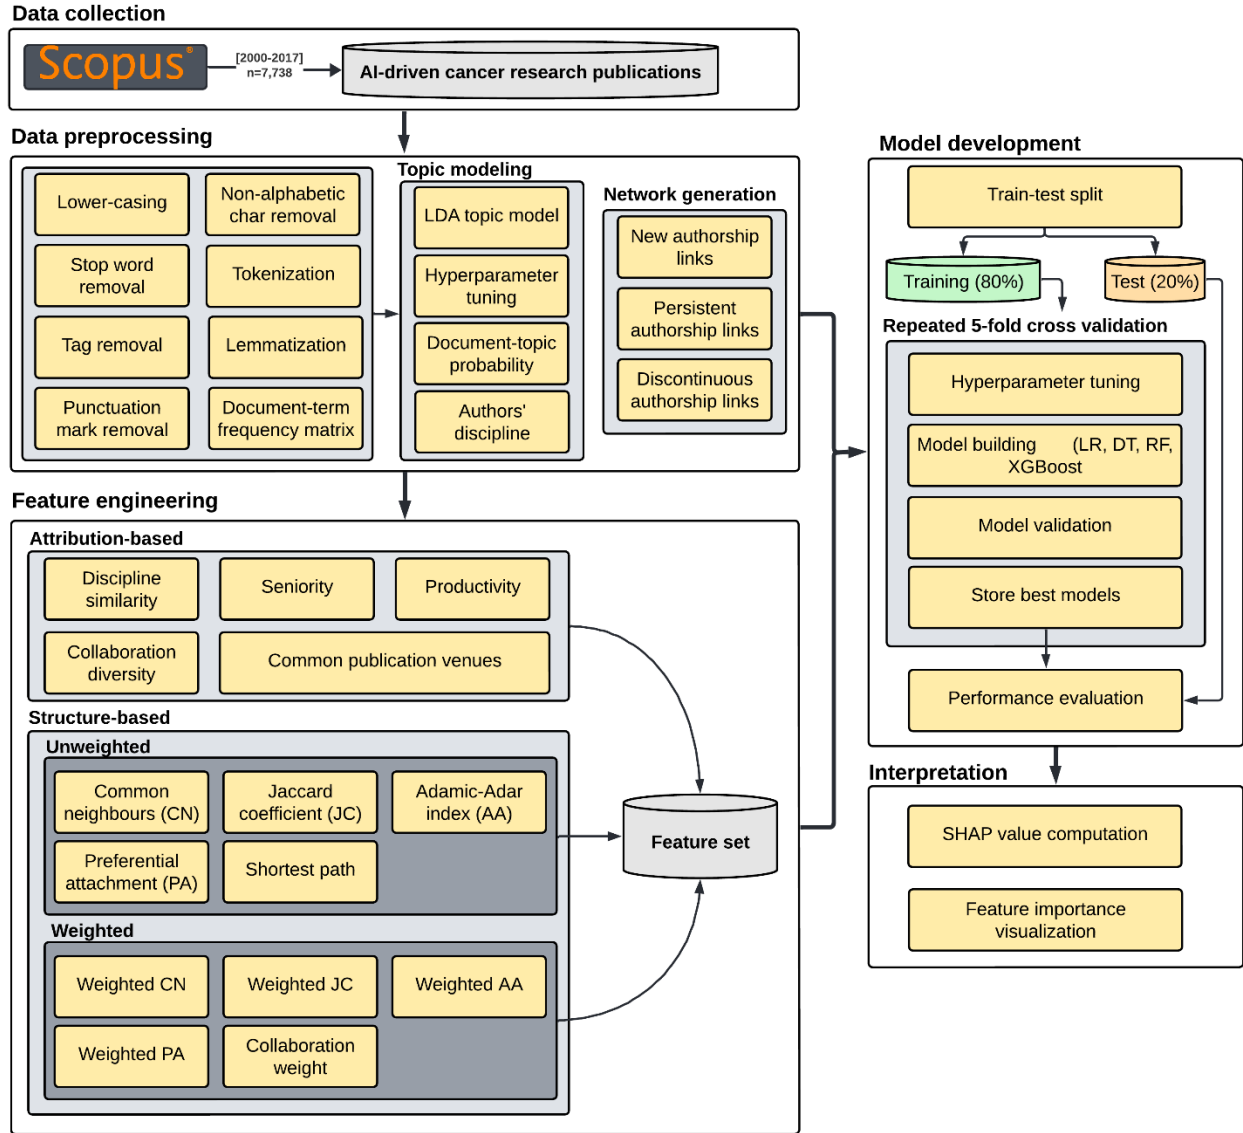 Data collection
Scopus®
[2000-2017]
n=7,738
AI-driven cancer research publications
Data preprocessing
Lower-casing
Non-alphabetic
char removal
Stop word
removal
Tokenization
Tag removal
Lemmatization
Punctuation
mark removal
Document-term
frequency matrix
Topic modeling
LDA topic model
Hyperparameter
tuning
Document-topic
probability
Authors'
discipline
Network generation
New authorship
links
Persistent
authorship links
Discontinuous
authorship links
Feature engineering
Attribution-based
Discipline
similarity
Seniority
Productivity
Collaboration
diversity
Common publication venues
Structure-based
Unweighted
Common
neighbours (CN)
Jaccard
coefficient (JC)
Adamic-Adar
index (AA)
Preferential
attachment (PA)
Shortest path
Weighted
Weighted CN
Weighted JC
Weighted AA
Weighted PA
Collaboration
weight
Feature set
Model development
Train-test split
Training (80%)
Test (20%)
Repeated 5-fold cross validation
Hyperparameter tuning
Model building (LR, DT, RF,
XGBoost
Model validation
Store best models
Performance evaluation
Interpretation
SHAP value computation
Feature importance
visualization